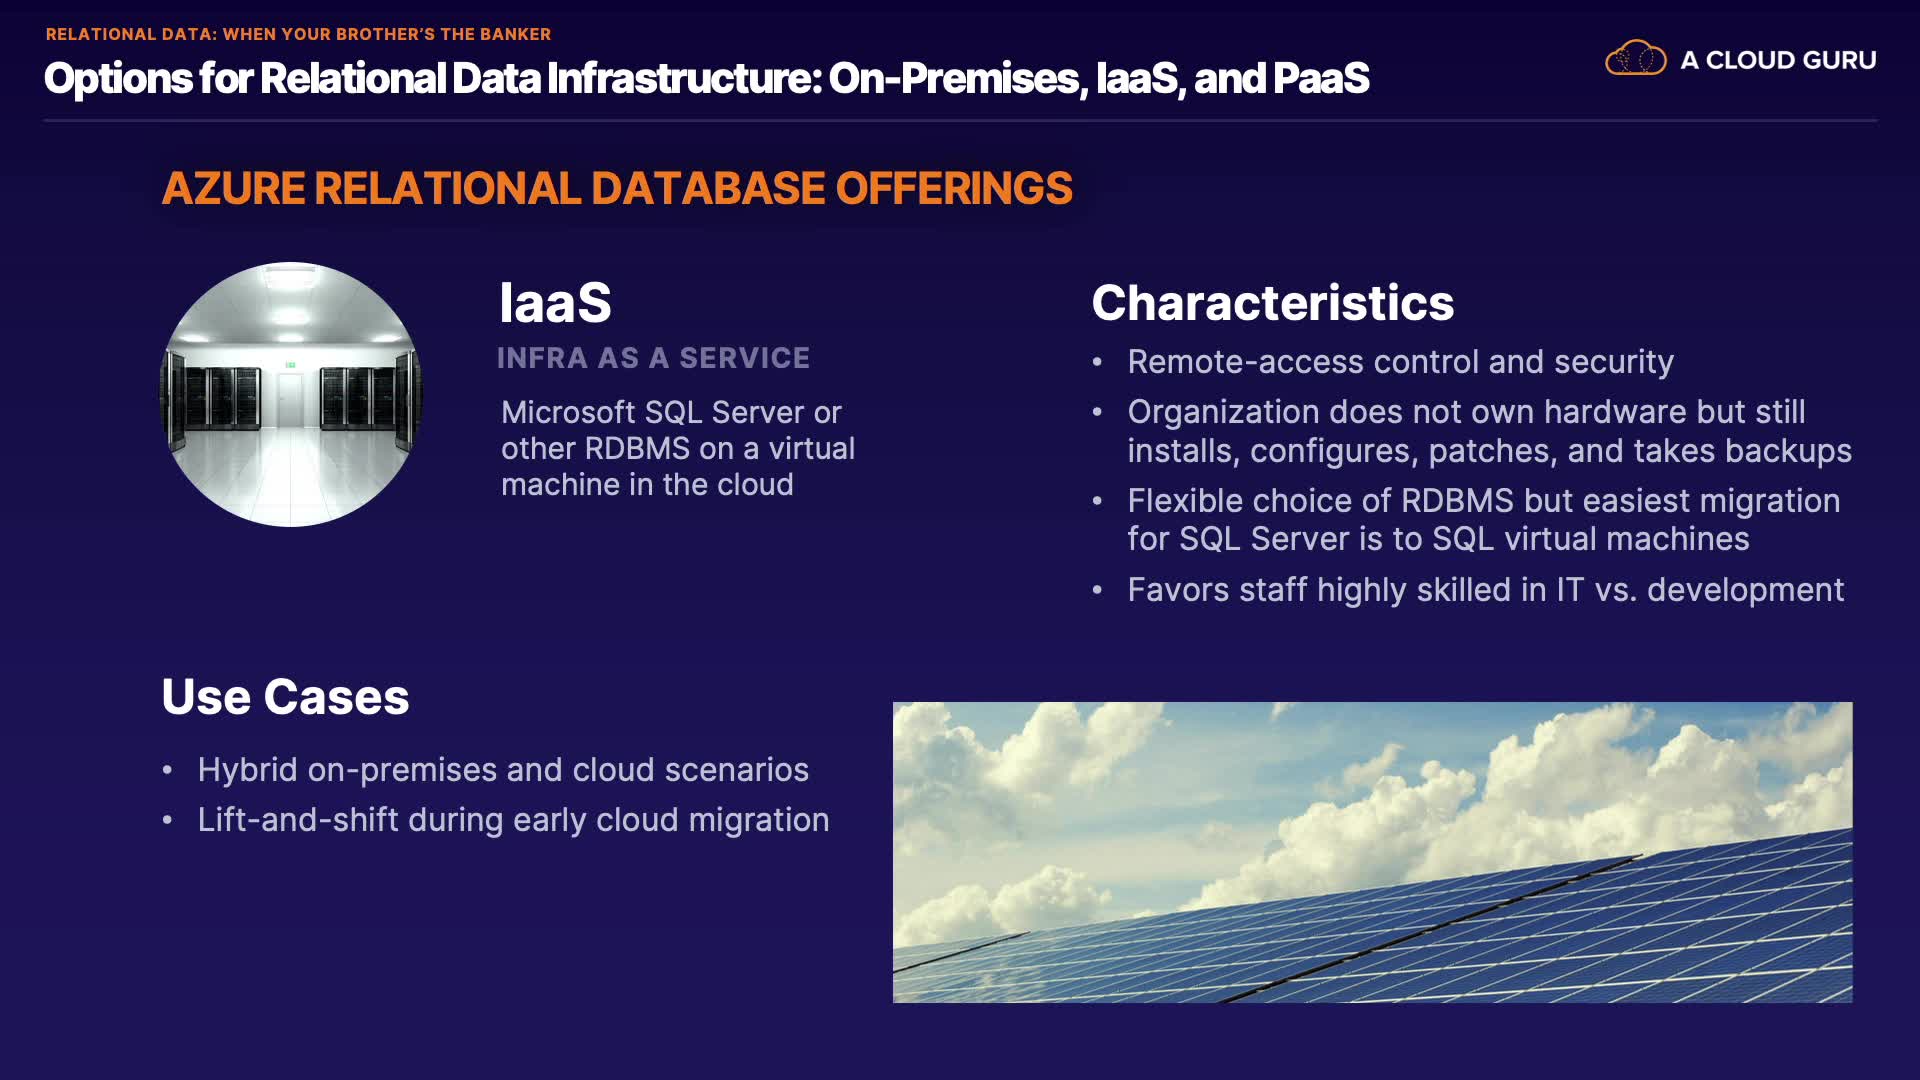 RELATIONAL DATA: WHEN YOUR BROTHER’S THE BANKER
Options for Relational Data Infrastructure: On-Premises, IaaS, and PaaS
A CLOUD GURU
AZURE RELATIONAL DATABASE OFFERINGS
IaaS
INFRA AS A SERVICE
Microsoft SQL Server or
other RDBMS on a virtual
machine in the cloud
Characteristics
• Remote-access control and security
• Organization does not own hardware but still
installs, configures, patches, and takes backups
• Flexible choice of RDBMS but easiest migration
for SQL Server is to SQL virtual machines
• Favors staff highly skilled in IT vs. development
Use Cases
• Hybrid on-premises and cloud scenarios
• Lift-and-shift during early cloud migration